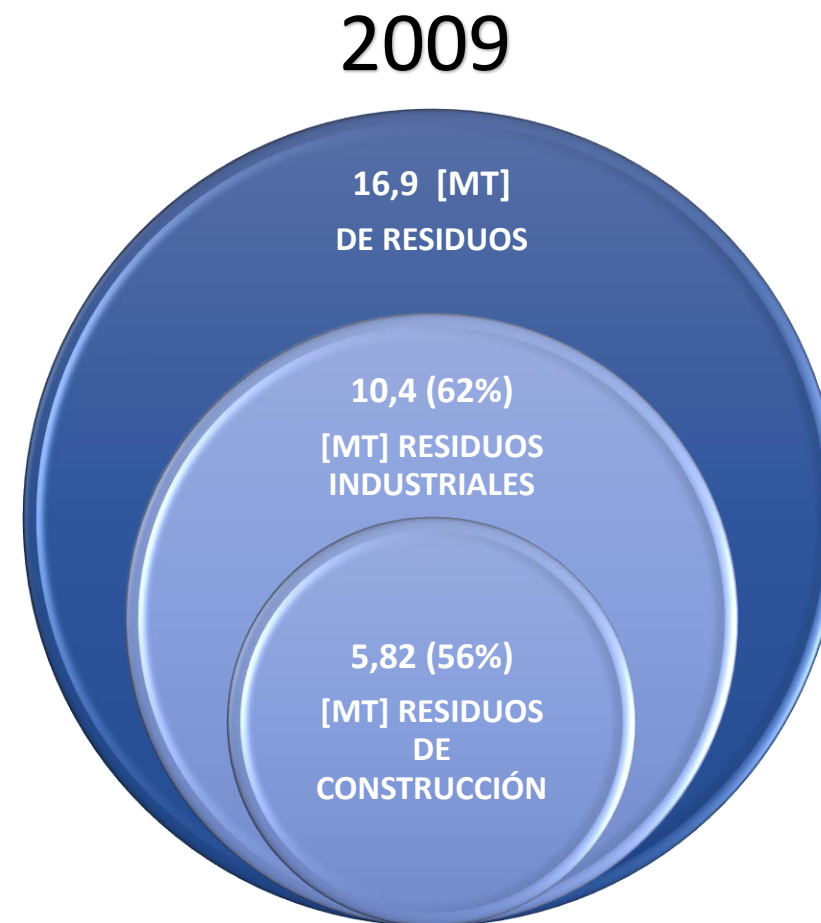 2009
16,9 [MT]
DE RESIDUOS
10,4 (62%)
[MT] RESIDUOS
INDUSTRIALES
5,82 (56%)
[MT] RESIDUOS
DE
CONSTRUCCIÓN